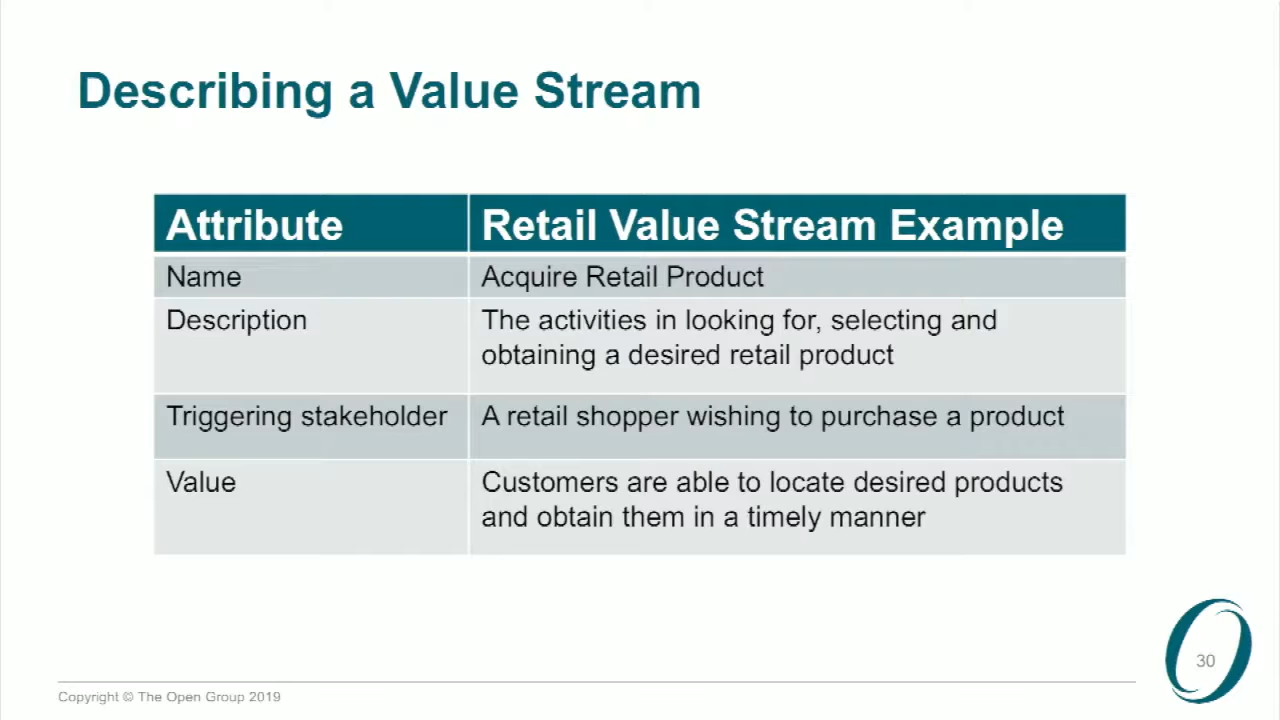 Describing a Value Stream
Attribute
Retail Value Stream Example
Name
Acquire Retail Product
Description
The activities in looking for, selecting and
obtaining a desired retail product
Triggering stakeholder
A retail shopper wishing to purchase a product
Value
Customers are able to locate desired products
and obtain them in a timely manner
30
Copyright © The Open Group 2019